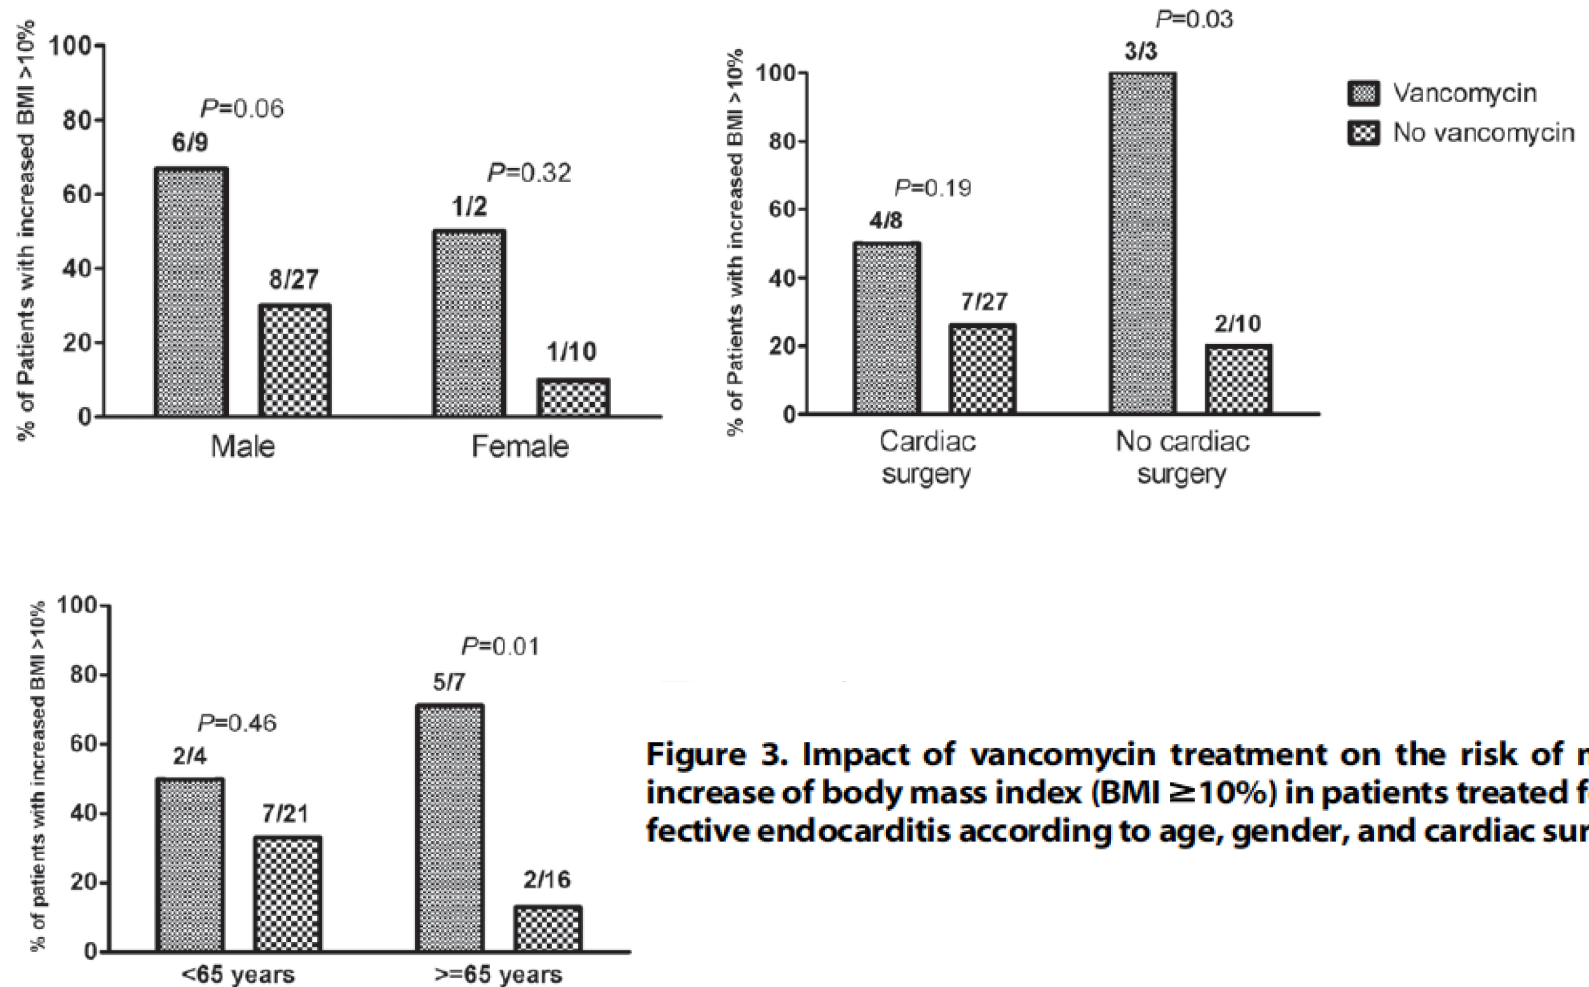 % of Patients with increased BMI >10%
100
80
60
40
20
0
P=0.06
6/9
8/27
P=0.32
1/2
1/10
Male
Female
% of Patients with increased BMI >10%
100
80
60
40
20
0
P=0.19
4/8
7/27
P=0.03
3/3
2/10
Cardiac
surgery
No cardiac
surgery
Vancomycin
No vancomycin
% of patients with increased BMI >10%
100
80
60
40
20
0
P=0.46
2/4
7/21
P=0.01
5/7
2/16
<65 years
>=65 years
Figure 3. Impact of vancomycin treatment on the risk of
increase of body mass index (BMI ≧10%) in patients treated
fective endocarditis according to age, gender, and cardiac